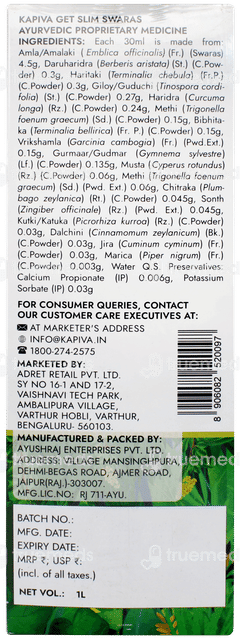 KAPIVA GET SLIM SWARAS
AYURVEDIC PROPRIETARY MEDICINE
INGREDIENTS: Each 30ml is made from:
Amla/Amalaki (Emblica officinalis) (Fr.) (Swaras)
4.5g, Daruharidra (Berberis aristata) (St.) (C.Powder)
0.3g, Haritaki (Terminalia chebula) (Fr.P.)
(C.Powder) 0.3g, Giloy/Guduchi (Tinospora cordi-
folia) (St.) 0.27g, Haridra (Curcuma
longa) (Rz.) (C.Powder) 0.24g, Methi (Trigonella
foenum graecum) (Sd.) (C.Powder) 0.15g, Bibhita-
ka (Terminalia bellirica) (Fr. P.) (C.Powder) 0.15g,
Vrikshamla (Garcinia cambogia) (Fr.) (Pwd.Ext.)
0.15g, Gurmaar/Gudmar (Gymnema sylvestre)
(Lf.) (C.Powder) 0.135g, Musta (Cyperus rotundus)
(Rz.) (C.Powder) 0.06g, Methi (Trigonella foenum
graecum) (Sd.) (Pwd. Ext.) 0.06g, Chitraka (Plum-
bago zeylanica) (Rt.) (C.Powder) 0.045g, Sonth
(Zingiber officinale) (Rz.) (Pwd. Ext.) 0.045g,
Kutki/Katuka (Picrorhiza kurroa) (Rz.) (C.Powder)
0.03g, Dalchini (Cinnamomum zeylanicum) (Bk.)
(C.Powder) 0.03g, Jira (Cuminum cyminum) (Fr.)
(C.Powder) 0.03g, Marica (Piper nigrum) (Fr.)
(C.Powder) 0.003g, Water Q.S. Preservatives:
Calcium Propionate (IP) 0.006g, Potassium
Sorbate (IP) 0.03g
FOR CONSUMER QUERIES, CONTACT
OUR CUSTOMER CARE EXECUTIVES AT:
AT MARKETER'S ADDRESS
INFO@KAPIVA.IN
1800-274-2575
MARKETED BY:
ADRET RETAIL PVT. LTD.
SY NO 16-1 AND 17-2,
VAISHNAVI TECH PARK,
AMBALIPURA VILLAGE,
VARTHUR HOBLI, VARTHUR,
BENGALURU- 560103.
8 906082 520097
MANUFACTURED & PACKED BY:
AYUSHRAJ ENTERPRISES PVT. LTD.
ADDRESS: VILLAGE MANSINGHPURA,
DEHMI-BEGAS ROAD, AJMER ROAD,
JAIPUR(RAJ.)-303007.
MFG.LIC.NO: RJ 711-AYU.
BATCH NO.:
MFG. DATE:
EXPIRY DATE:
MRP ₹, USP ₹:
(incl. of all taxes.)
NET VOL.: 1L
truemeds